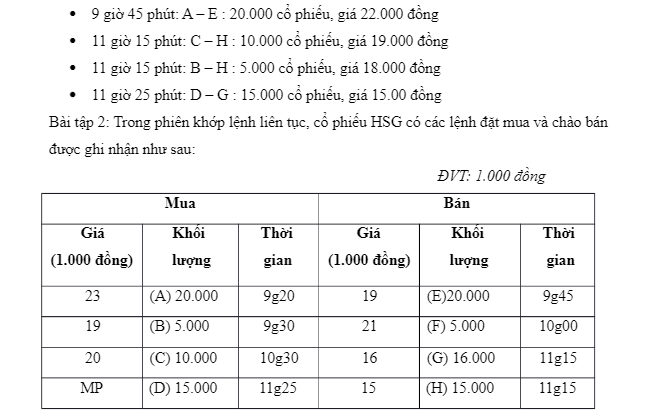 • 9 giờ 45 phút: A – E : 20.000 cổ phiếu, giá 22.000 đồng
• 11 giờ 15 phút: C – H : 10.000 cổ phiếu, giá 19.000 đồng
• 11 giờ 15 phút: B – H : 5.000 cổ phiếu, giá 18.000 đồng
• 11 giờ 25 phút: D – G : 15.000 cổ phiếu, giá 15.00 đồng
Bài tập 2: Trong phiên khớp lệnh liên tục, cổ phiếu HSG có các lệnh đặt mua và chào bán
được ghi nhận như sau:
ĐVT: 1.000 đồng
Mua Bán
Giá Khối Thời Giá Khối Thời
(1.000 đồng) lượng gian (1.000 đồng) lượng gian
23 (A) 20.000 9g20 19 (E)20.000 9g45
19 (B) 5.000 9g30 21 (F) 5.000 10g00
20 (C) 10.000 10g30 16 (G) 16.000 11g15
MP (D) 15.000 11g25 15 (H) 15.000 11g15